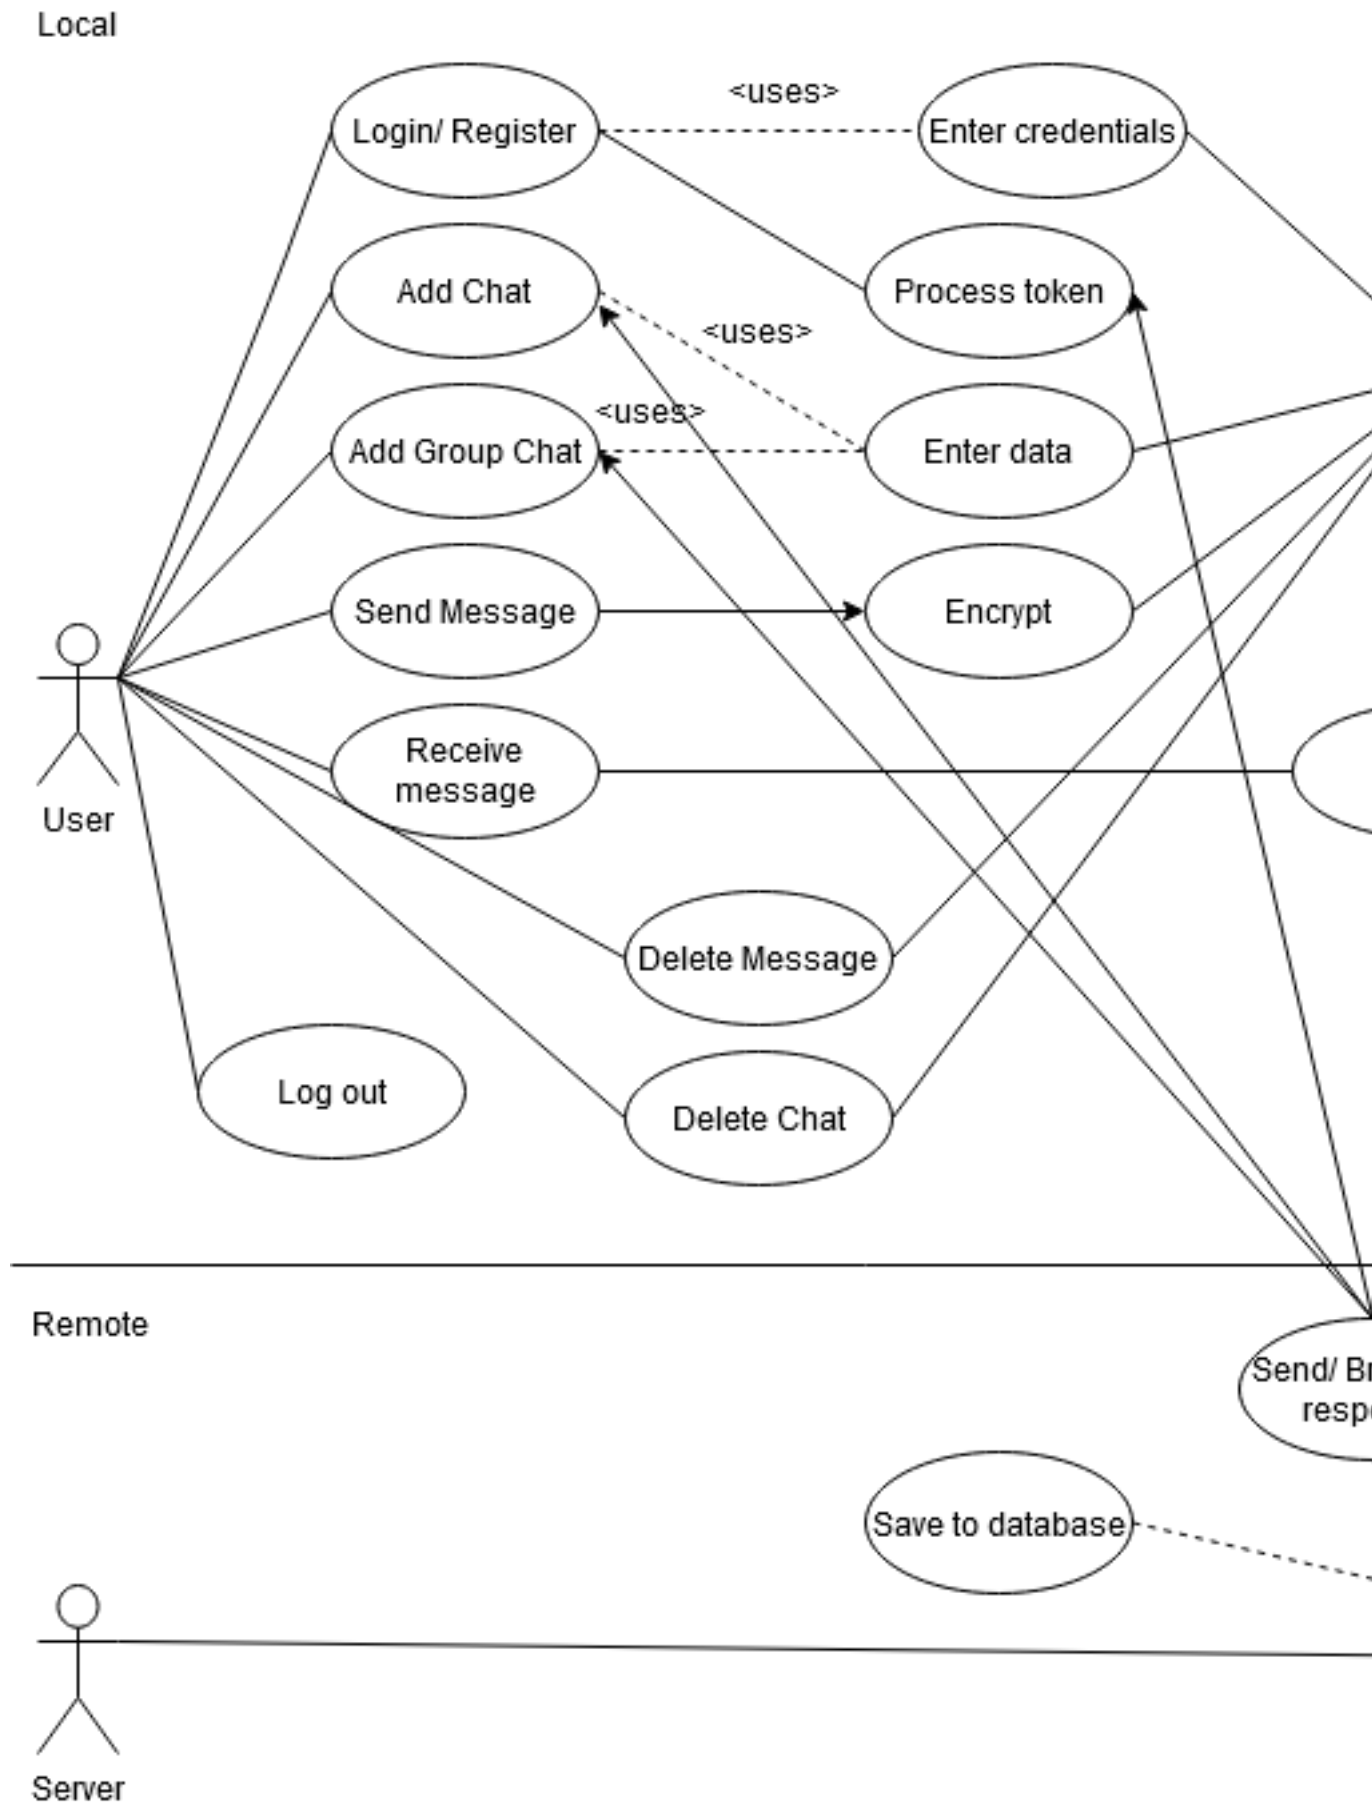 Local
<uses>
Login/ Register
Enter credentials
Add Chat
Process token
<uses>
<uses>
Add Group Chat
Enter data
Send Message
Encrypt
Receive
message
User
Delete Message
Log out
Delete Chat
Remote
Send/
Save to database
Server